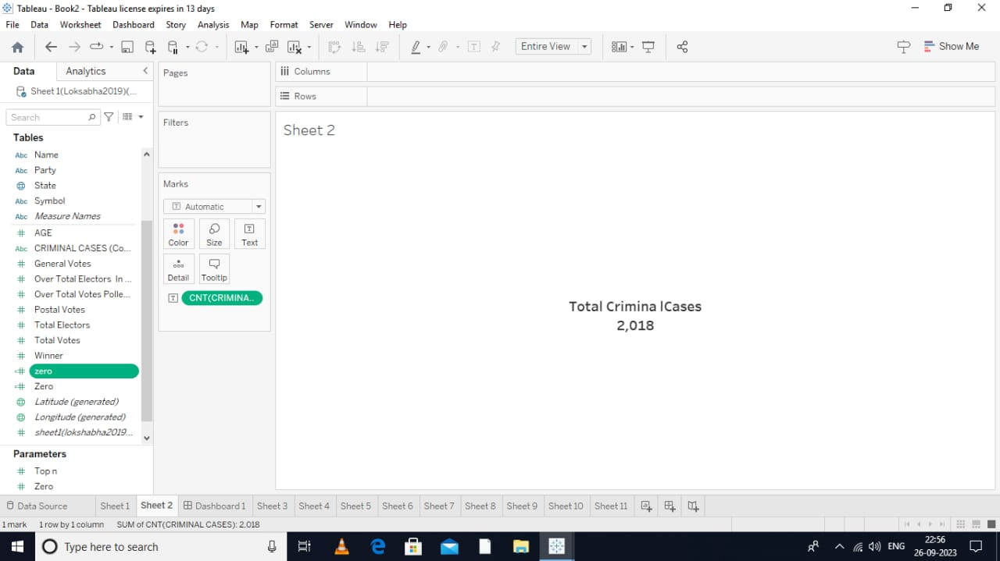 Tableau - Book2 - Tableau license expires in 13 days
File Data Worksheet Dashboard Story Analysis Map Format Server Window Help
Entire View
Show Me
Data Analytics
Sheet 1(Loksabha2019)(...
Search
Tables
Abc Name
Abc Party
State
Abc Symbol
Abc Measure Names
# AGE
Abc CRIMINAL CASES (Co...
# General Votes
# Over Total Electors In ...
# Over Total Votes Polle...
# Postal Votes
# Total Electors
# Total Votes
# Winner
=# zero
=# Zero
Latitude (generated)
Longitude (generated)
# sheet1(lokshabha2019...
Parameters
# Top n
# Zero
Pages
Filters
Marks
T Automatic
Color Size T Text
Detail Tooltip
T CNT(CRIMINA..
Columns
Rows
Sheet 2
Total Crimina lCases
2,018
Data Source Sheet 1 Sheet 2 Dashboard 1 Sheet 3 Sheet 4 Sheet 5 Sheet 6 Sheet 7 Sheet 8 Sheet 9 Sheet 10 Sheet 11
1 mark 1 row by 1 column SUM of CNT(CRIMINAL CASES): 2,018
Type here to search
ENG
22:56
26-09-2023